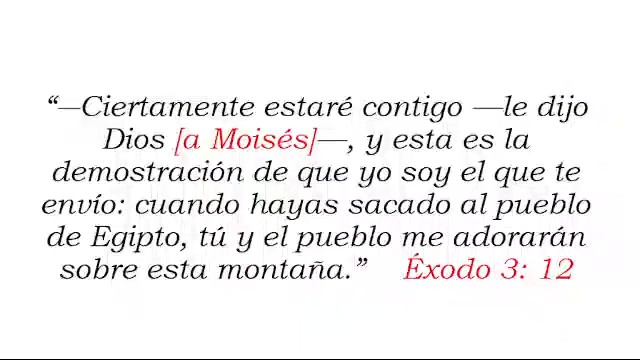 “—Ciertamente estaré contigo —le dijo
Dios [a Moisés]—, y esta es la
demostración de que yo soy el que te
envío: cuando hayas sacado al pueblo
de Egipto, tú y el pueblo me adorarán
sobre esta montaña.” Éxodo 3: 12